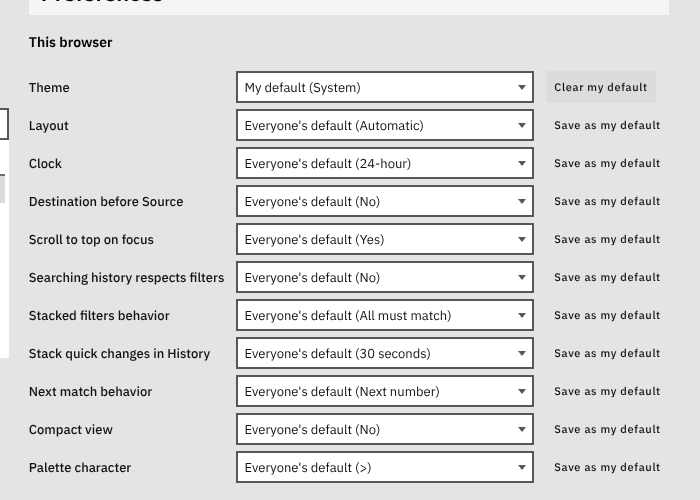 Preferences
This browser
Theme My default (System) Clear my default
Layout Everyone's default (Automatic) Save as my default
Clock Everyone's default (24-hour) Save as my default
Destination before Source Everyone's default (No) Save as my default
Scroll to top on focus Everyone's default (Yes) Save as my default
Searching history respects filters Everyone's default (No) Save as my default
Stacked filters behavior Everyone's default (All must match) Save as my default
Stack quick changes in History Everyone's default (30 seconds) Save as my default
Next match behavior Everyone's default (Next number) Save as my default
Compact view Everyone's default (No) Save as my default
Palette character Everyone's default (>) Save as my default